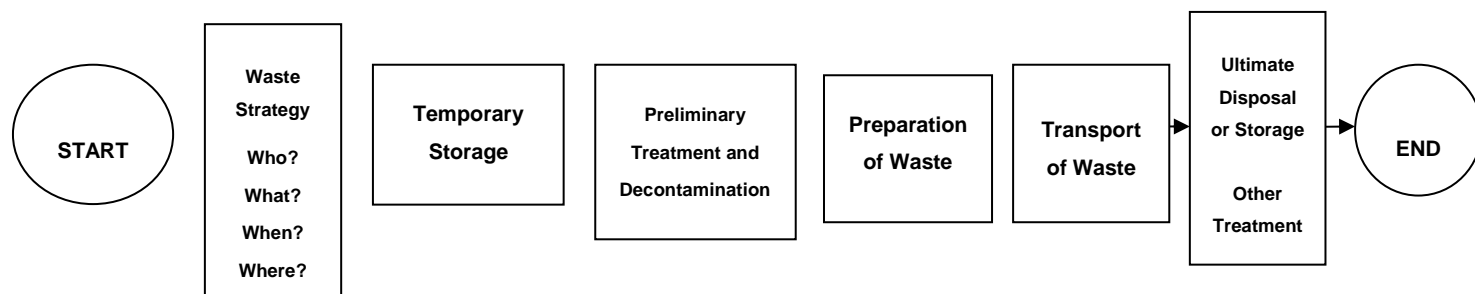 START
Waste
Strategy
Who?
What?
When?
Where?
Temporary
Storage
Preliminary
Treatment and
Decontamination
Preparation
of Waste
Transport
of Waste
Ultimate
Disposal
or Storage
Other
Treatment
END